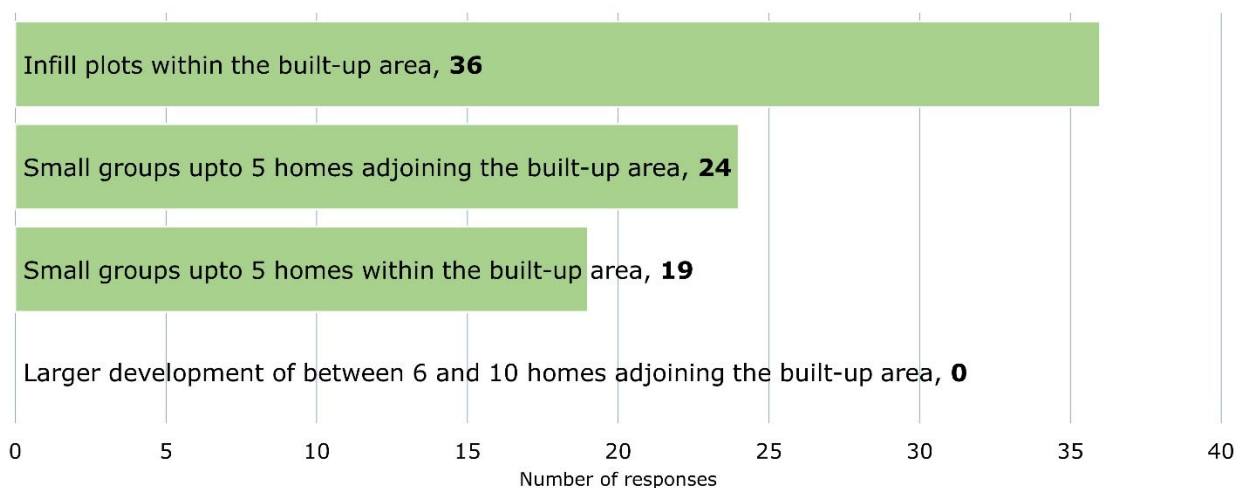 Infill plots within the built-up area, 36
Small groups upto 5 homes adjoining the built-up area, 24
Small groups upto 5 homes within the built-up area, 19
Larger development of between 6 and 10 homes adjoining the built-up area, 0
0 5 10 15 20 25 30 35 40
Number of responses